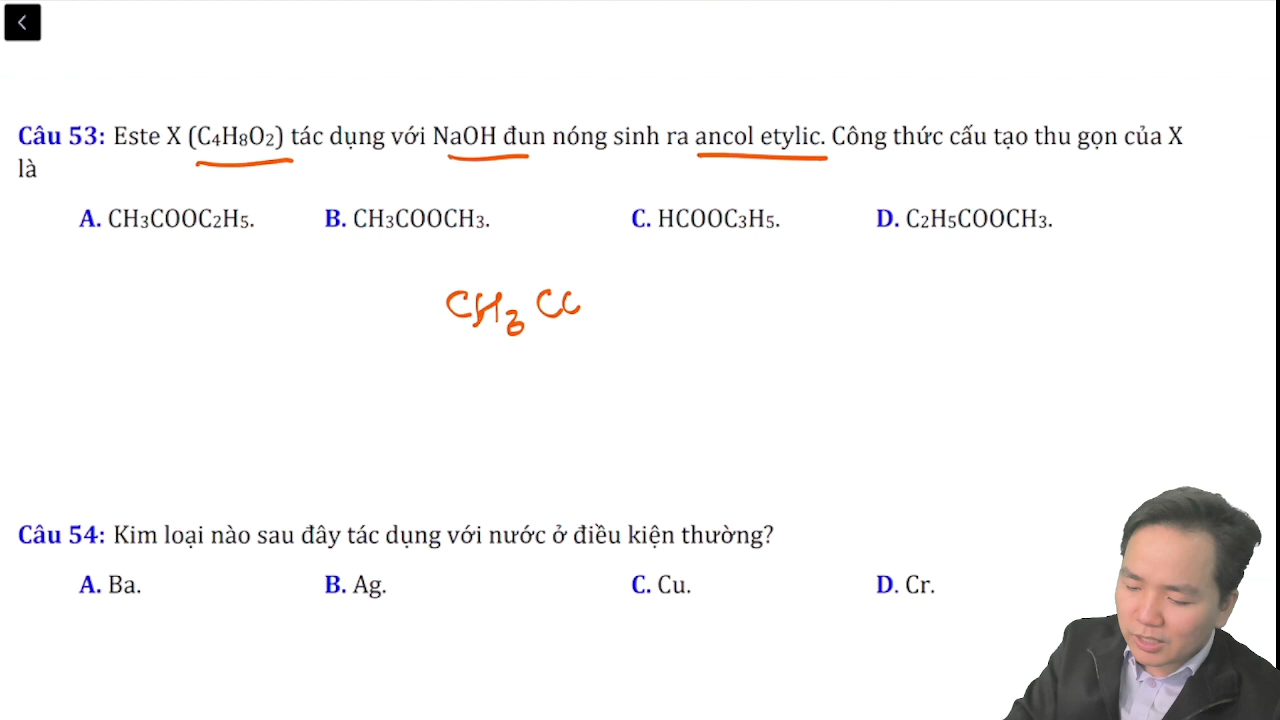 Câu 53: Este X (C4H8O2) tác dụng với NaOH đun nóng sinh ra ancol etylic. Công thức cấu tạo thu gọn của X
là
A. CH3COOC2H5. B. CH3COOCH3. C. HCOOC3H5. D. C2H5COOCH3.
CH3 CO
Câu 54: Kim loại nào sau đây tác dụng với nước ở điều kiện thường?
A. Ba. B. Ag. C. Cu. D. Cr.